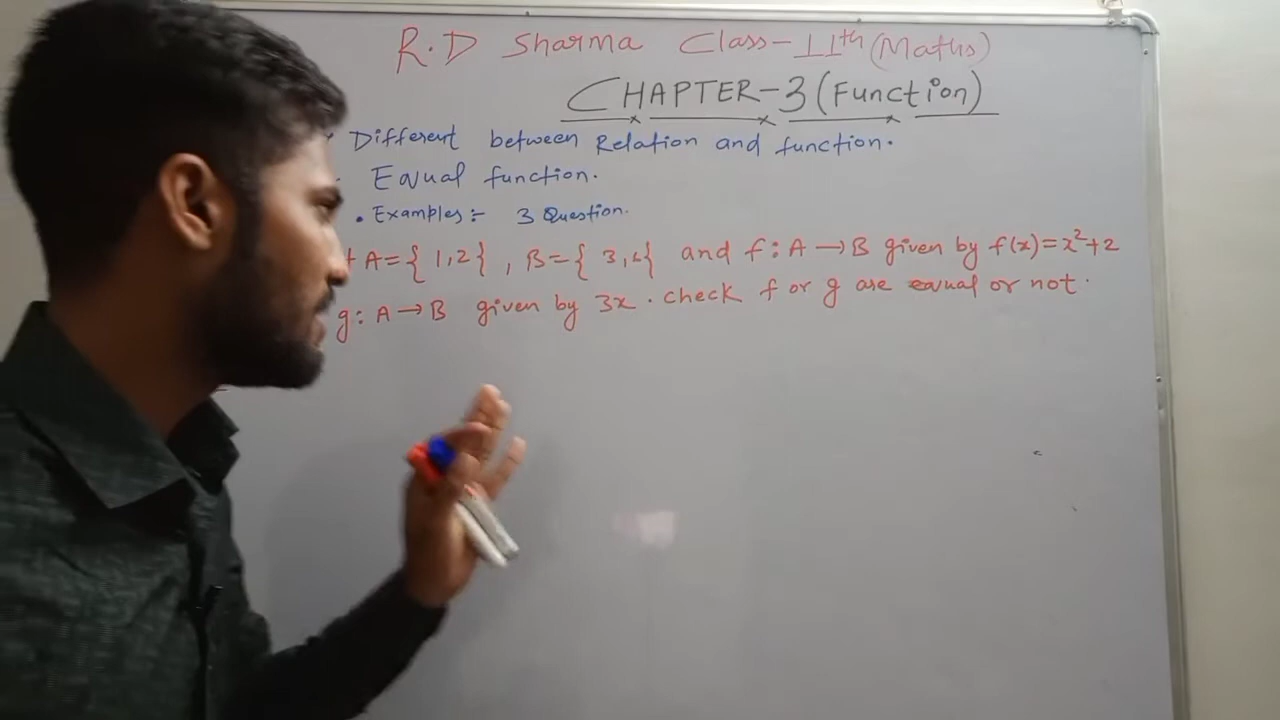 R.D Sharma Class-11th (Maths)
CHAPTER-3 (Function)
Different between Relation and function.
Equal function.
• Examples:- 3 Question.
A={1,2}, B={3,6} and f:A→B given by f(x)=x²+2
g:A→B given by 3x. check f or g are equal or not.